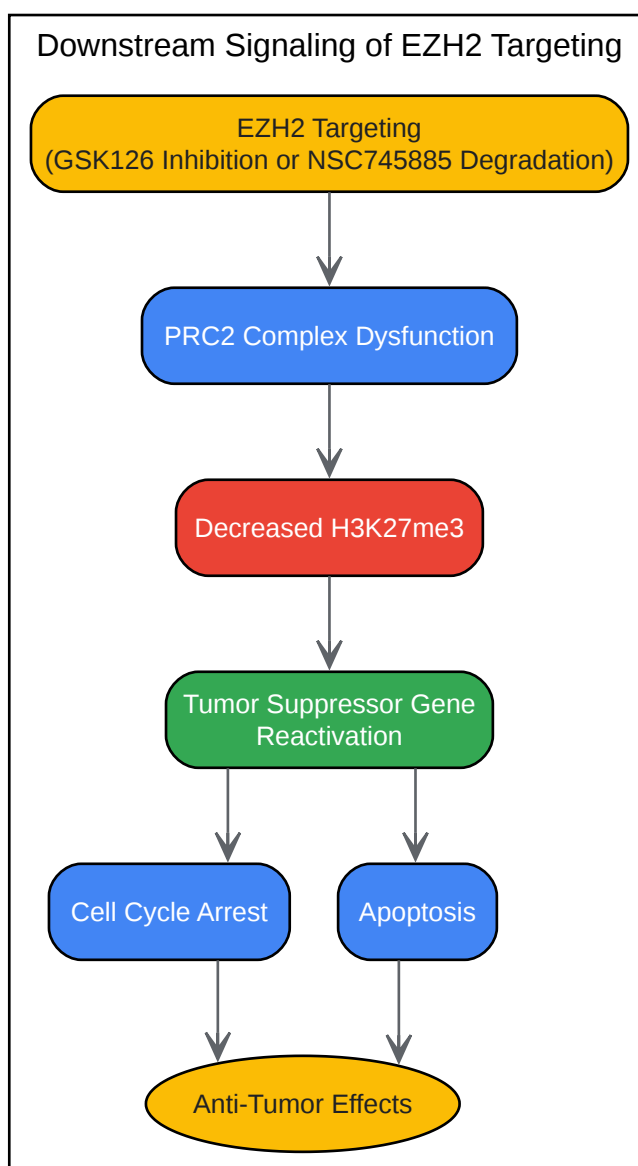 Downstream Signaling of EZH2 Targeting
EZH2 Targeting
(GSK126 Inhibition or NSC745885 Degradation)
PRC2 Complex Dysfunction
Decreased H3K27me3
Tumor Suppressor Gene
Reactivation
Cell Cycle Arrest
Apoptosis
Anti-Tumor Effects